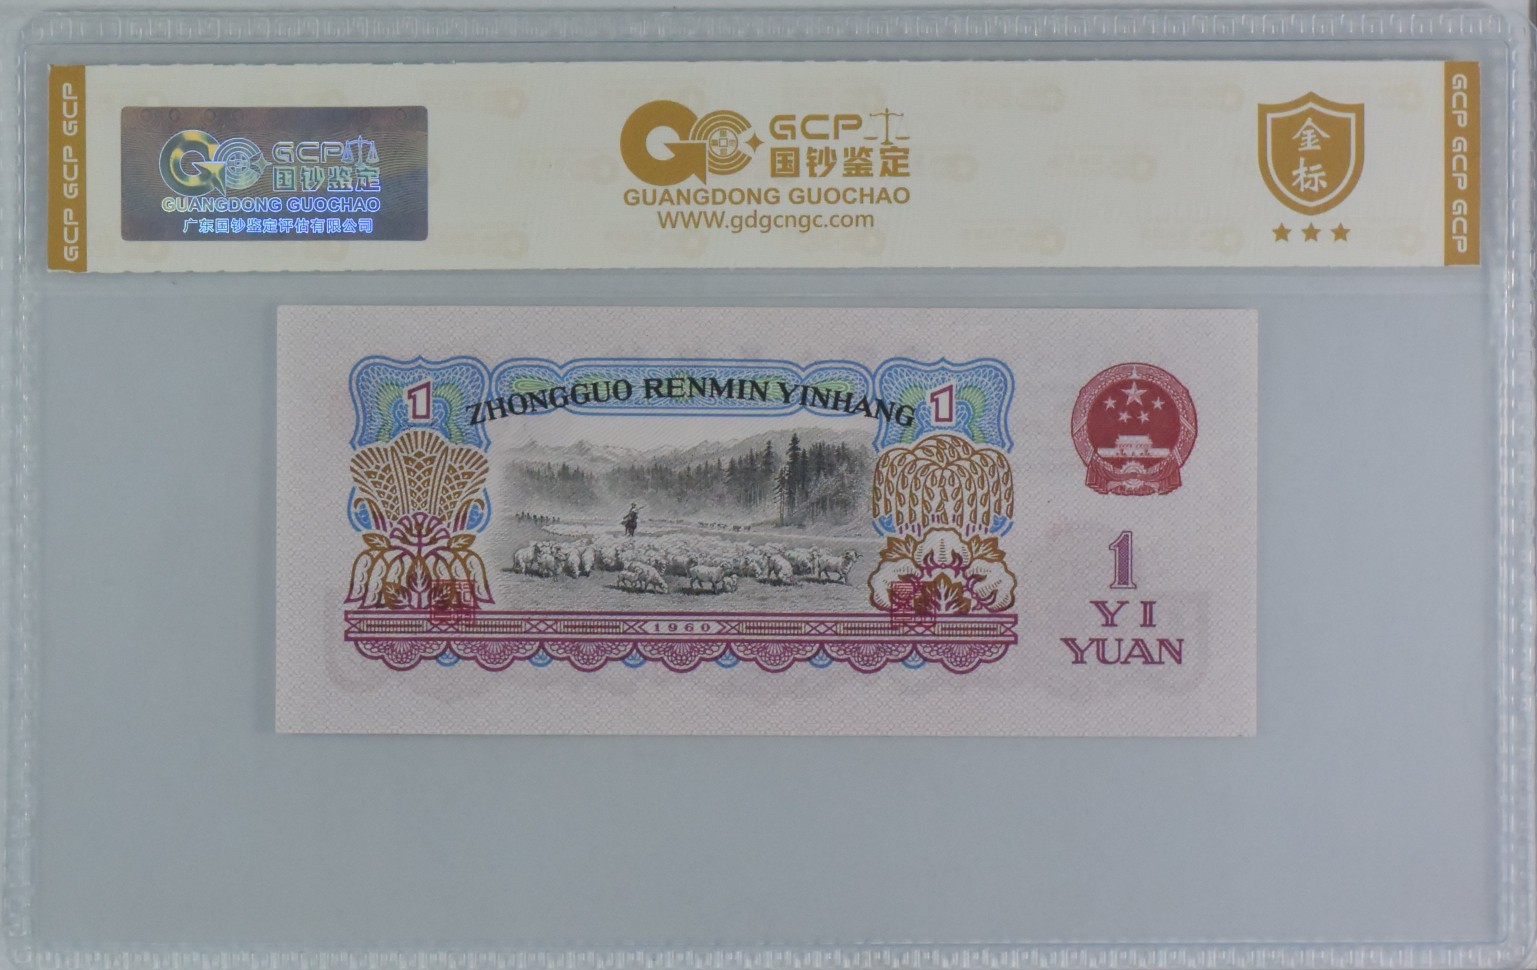 GCP GCP GCP
GCP
国钞鉴定
GUANGDONG GUOCHAO
广东国钞鉴定评估有限公司
GCP
国钞鉴定
GUANGDONG GUOCHAO
WWW.gdgcngc.com
金标
GCP GCP GCP
1
ZHONGGUO RENMIN YINHANG
1
1
YI
YUAN
1960